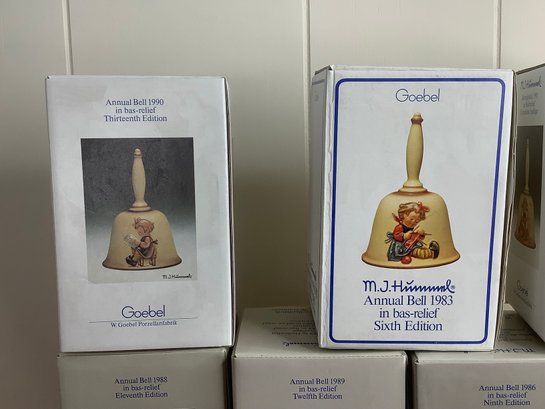 Annual Bell 1990
in bas-relief
Thirteenth Edition
M.J. Hummel
Goebel
W. Goebel Porzellanfabrik
Goebel
M.J. Hummel®
Annual Bell 1983
in bas-relief
Sixth Edition
M.J. Hummel
Goebel
Annual Bell 1988
in bas-relief
Eleventh Edition
Annual Bell 1989
in bas-relief
Twelfth Edition
Annual Bell 1986
in bas-relief
Ninth Edition